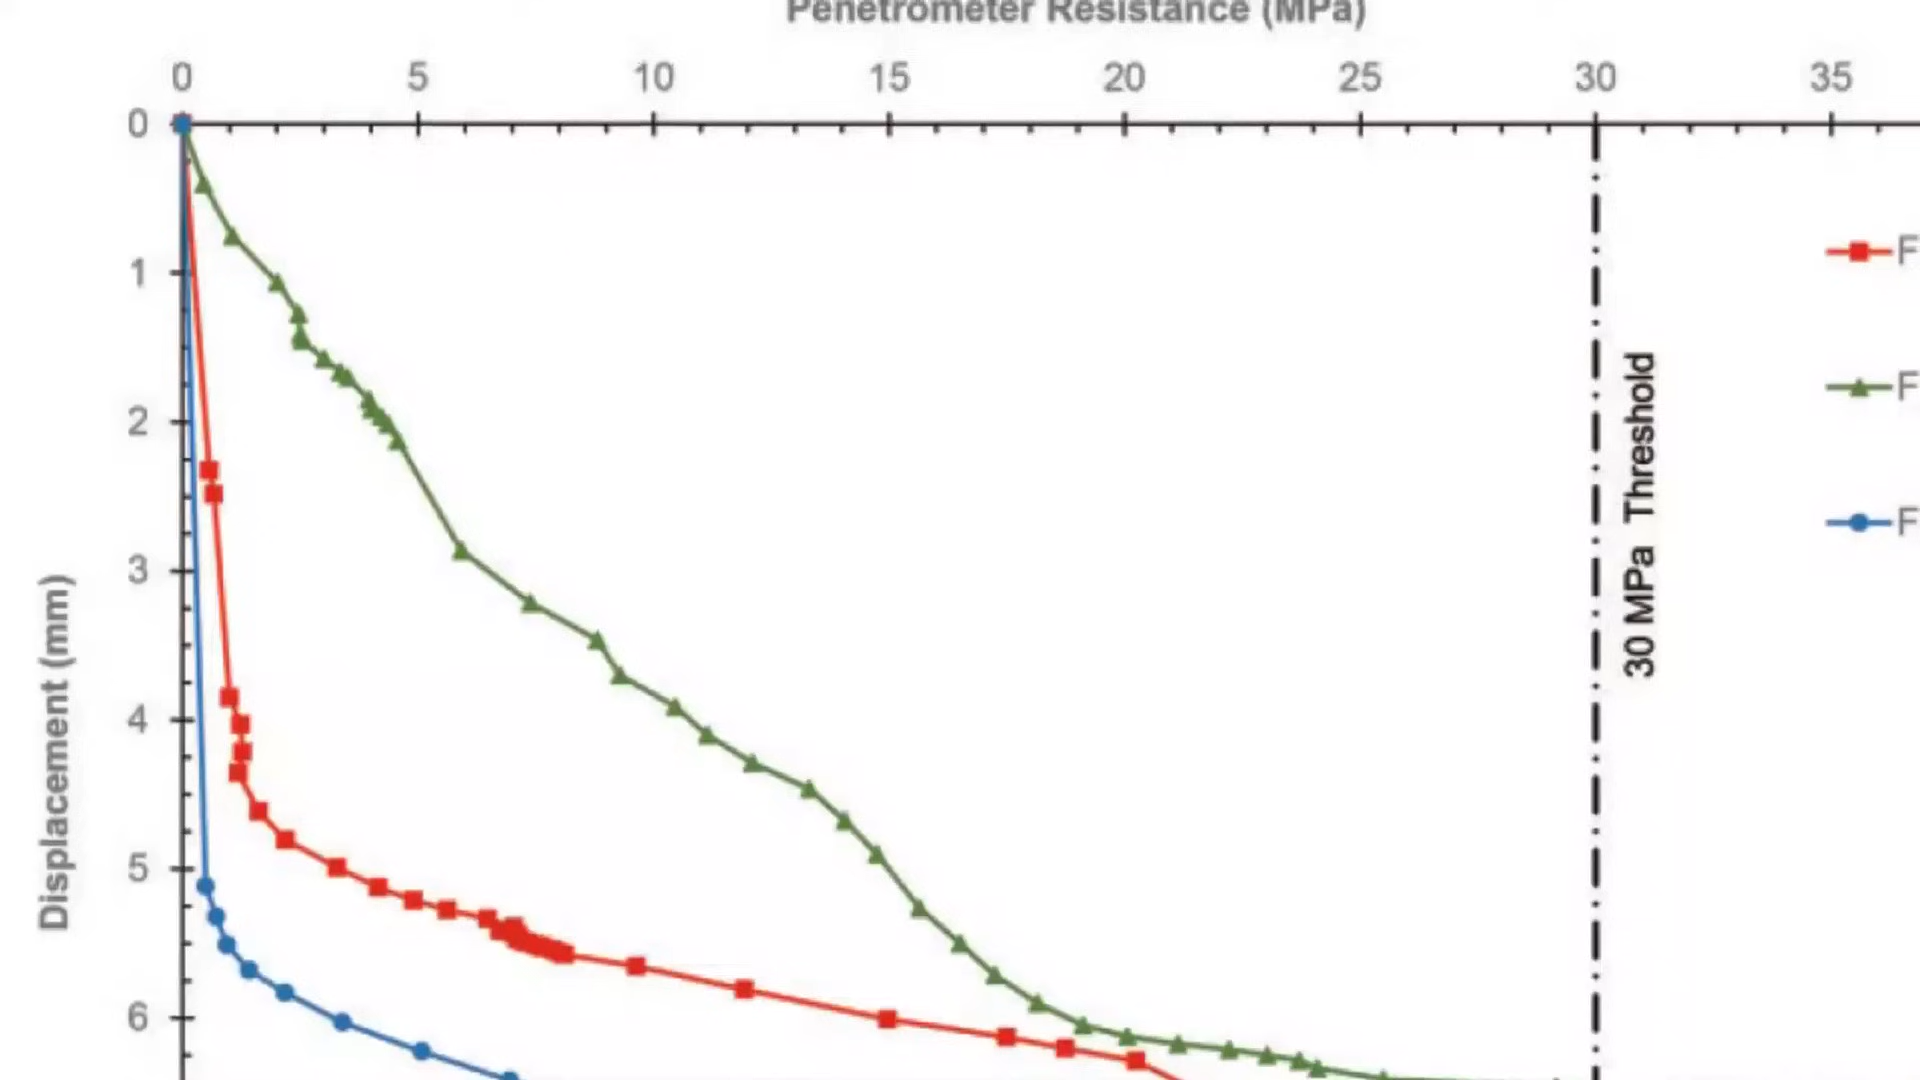 Penetrometer Resistance (MPa)
0 5 10 15 20 25 30 35
0
1
2
3
4
5
6
Displacement (mm)
30 MPa Threshold
F
F
F